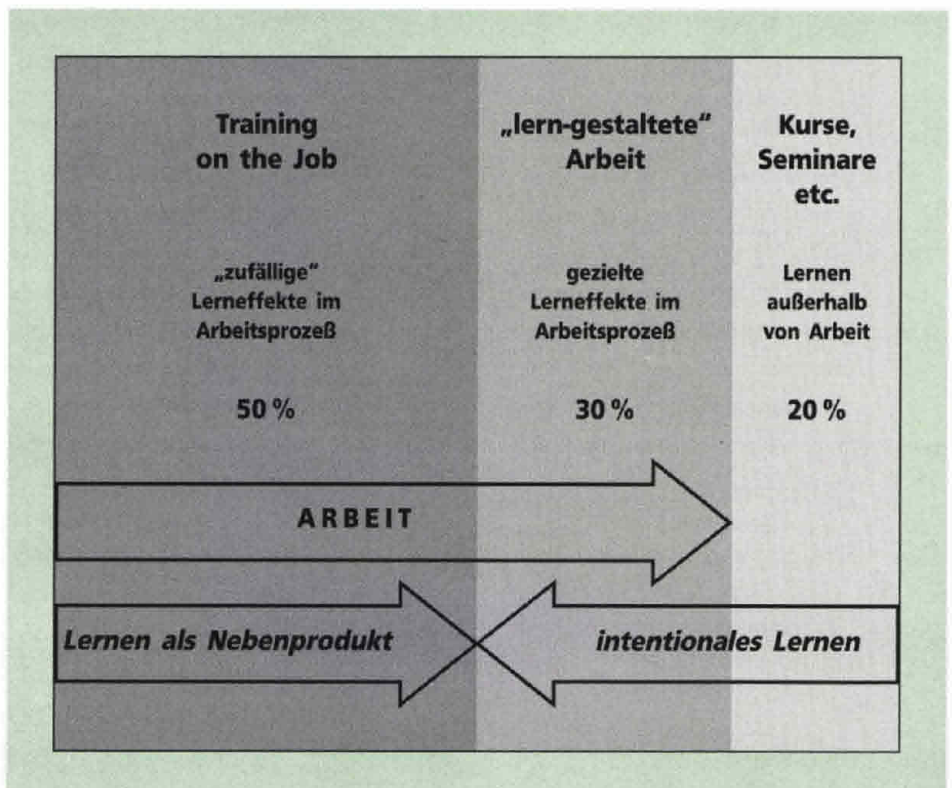 Training
on the Job
„zufällige“
Lerneffekte im
Arbeitsprozeß
50 %
„lern-gestaltete“
Arbeit
gezielte
Lerneffekte im
Arbeitsprozeß
30 %
Kurse,
Seminare
etc.
Lernen
außerhalb
von Arbeit
20 %
ARBEIT
Lernen als Nebenprodukt
intentionales Lernen